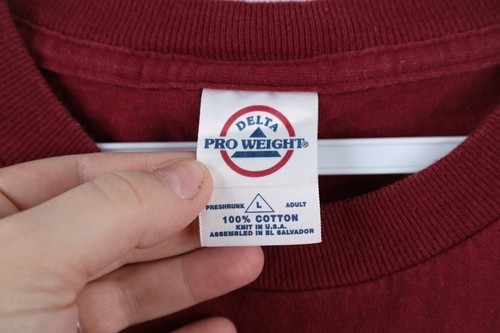 DELTA
PRO WEIGHT®
PRESHRUNK L ADULT
100% COTTON
KNIT IN U.S.A.
ASSEMBLED IN EL SALVADOR